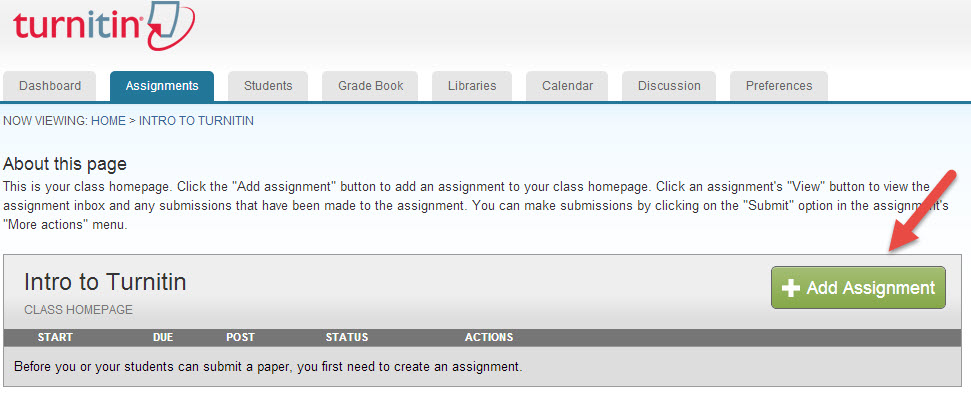 turnitin
Dashboard Assignments Students Grade Book Libraries Calendar Discussion Preferences
NOW VIEWING: HOME > INTRO TO TURNITIN
About this page
This is your class homepage. Click the "Add assignment" button to add an assignment to your class homepage. Click an assignment's "View" button to view the
assignment inbox and any submissions that have been made to the assignment. You can make submissions by clicking on the "Submit" option in the assignment's
"More actions" menu.
Intro to Turnitin
Add Assignment
CLASS HOMEPAGE
START DUE POST STATUS ACTIONS
Before you or your students can submit a paper, you first need to create an assignment.